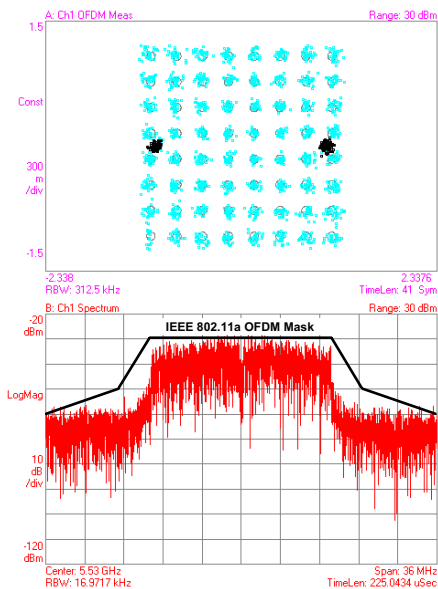 A: Ch1 OFDM Meas Range: 30 dBm
1.5
Const
300
m
/div
-1.5
-2.338 2.3376
RBW: 312.5 kHz TimeLen: 41 Sym
B: Ch1 Spectrum Range: 30 dBm
-20
dBm
IEEE 802.11a OFDM Mask
LogMag
10
dB
/div
-120
dBm
Center: 5.53 GHz Span: 36 MHz
RBW: 16.9717 kHz TimeLen: 225.0434 uSec